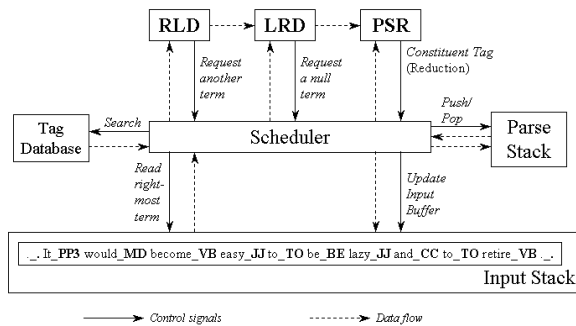 RLD
LRD
PSR
Request
another
term
Request
a null
term
Constituent Tag
(Reduction)
Push/
Pop
Search
Tag
Database
Scheduler
Parse
Stack
Read
right-
most
term
Update
Input
Buffer
._. It_PP3 would_MD become_VB easy_JJ to_TO be_BE lazy_JJ and_CC to_TO retire_VB ._.
Input Stack
Control signals
Data flow